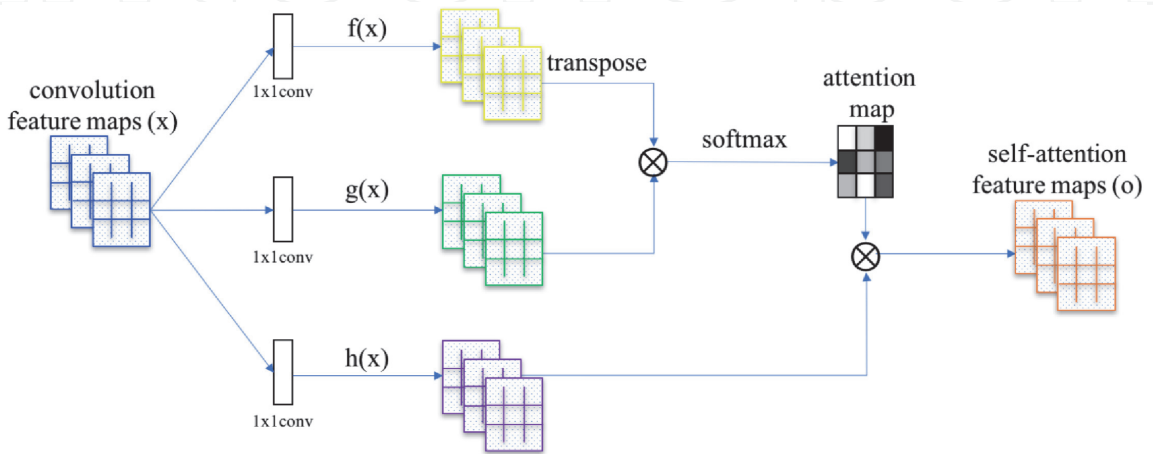 f(x)
1x1conv
transpose
convolution
feature maps (x)
attention
map
softmax
g(x)
1x1conv
self-attention
feature maps (o)
h(x)
1x1conv